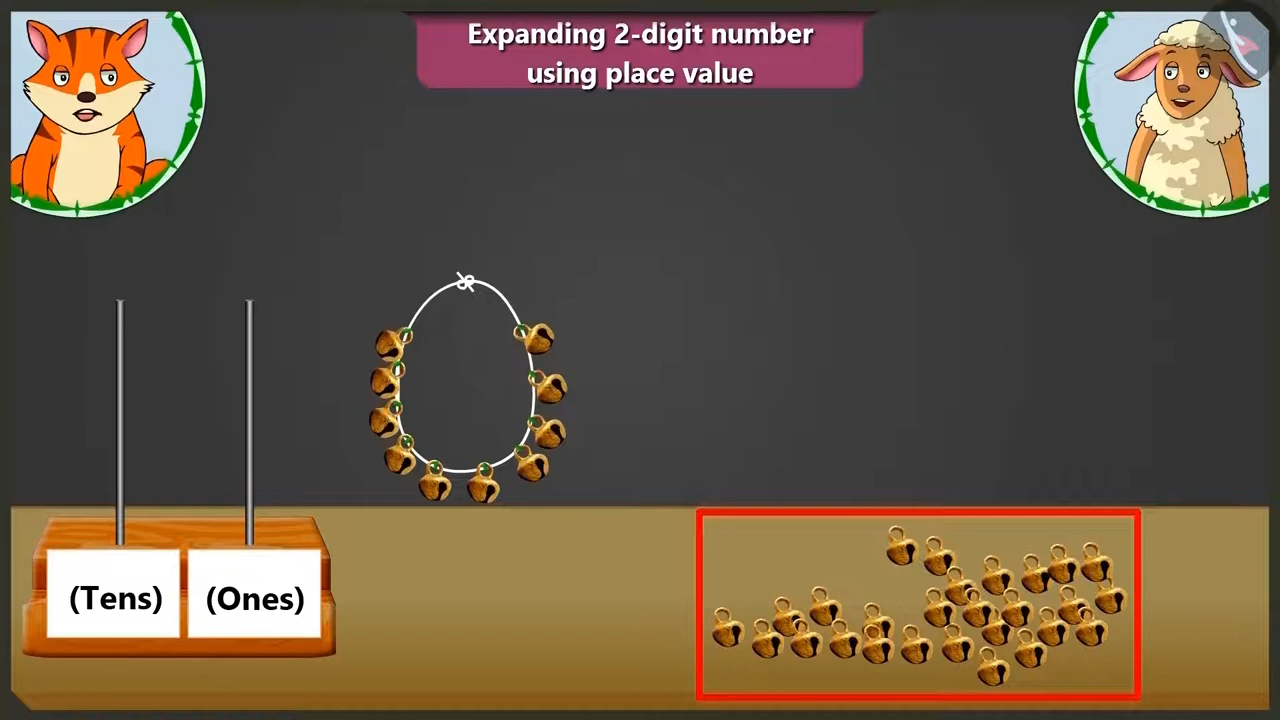 Expanding 2-digit number
using place value
(Tens) (Ones)